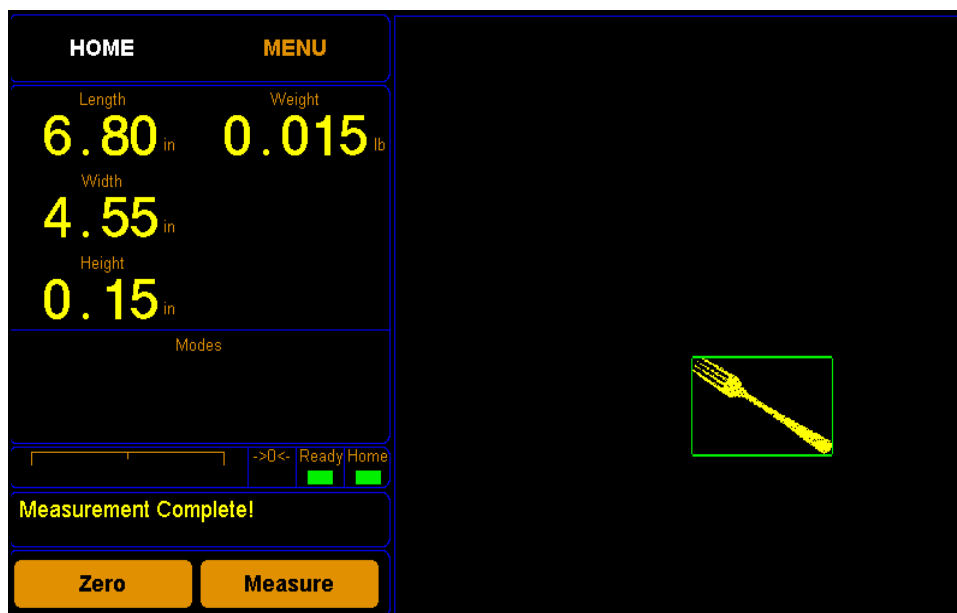 HOME MENU
Length Weight
6.80 in 0.015 lb
Width
4.55 in
Height
0.15 in
Modes
->0<- Ready Home
Measurement Complete!
Zero Measure